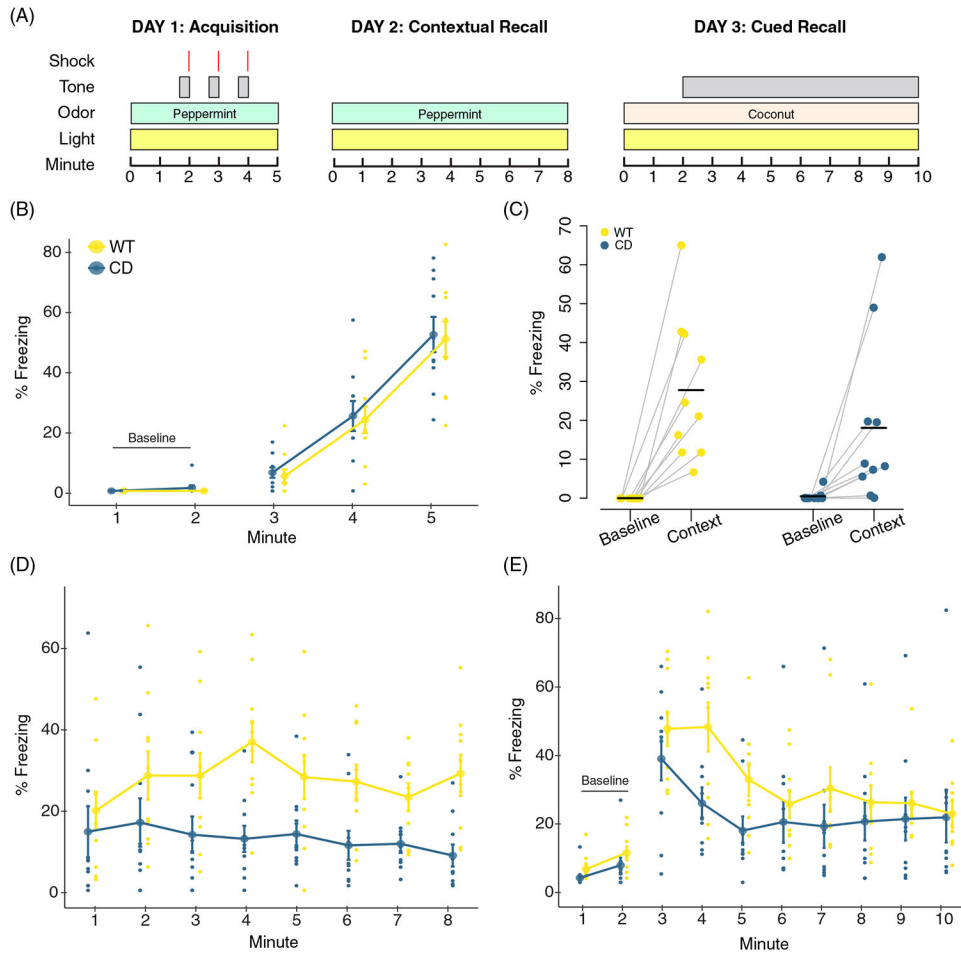 (A)
DAY 1: Acquisition DAY 2: Contextual Recall DAY 3: Cued Recall
Shock
Tone
Odor Peppermint Peppermint Coconut
Light
Minute
0 1 2 3 4 5 0 1 2 3 4 5 6 7 8 0 1 2 3 4 5 6 7 8 9 10
(B)
WT
CD
80
60
40
20
0
% Freezing
Baseline
1 2 3 4 5
Minute
(C)
WT
CD
70
60
50
40
30
20
10
0
% Freezing
Baseline Context Baseline Context
(D)
60
40
20
0
% Freezing
1 2 3 4 5 6 7 8
Minute
(E)
80
60
40
20
0
% Freezing
Baseline
1 2 3 4 5 6 7 8 9 10
Minute